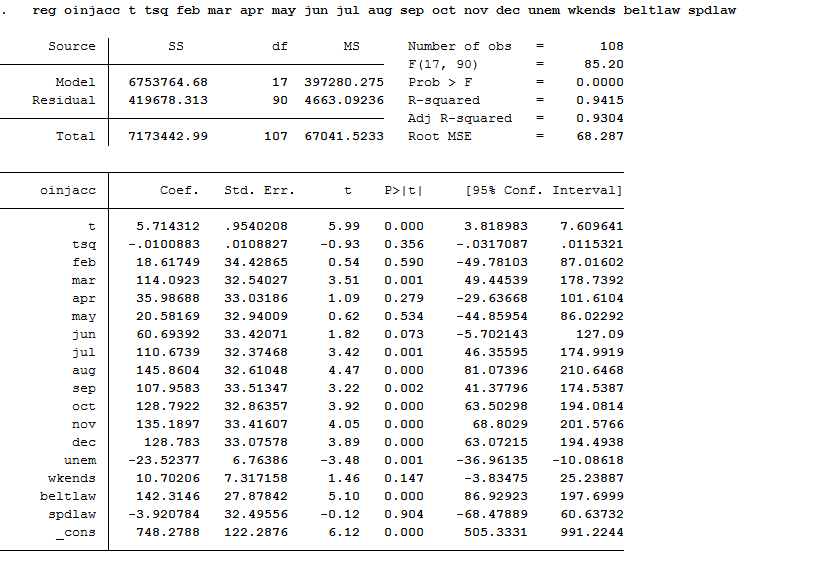 . reg oinjacc t tsq feb mar apr may jun jul aug sep oct nov dec unem wkends beltlaw spdlaw
Source SS df MS Number of obs = 108
F(17, 90) = 85.20
Model 6753764.68 17 397280.275 Prob > F = 0.0000
Residual 419678.313 90 4663.09236 R-squared = 0.9415
Adj R-squared = 0.9304
Total 7173442.99 107 67041.5233 Root MSE = 68.287
oinjacc Coef. Std. Err. t P>|t| [95% Conf. Interval]
t 5.714312 .9540208 5.99 0.000 3.818983 7.609641
tsq -.0100883 .0108827 -0.93 0.356 -.0317087 .0115321
feb 18.61749 34.42865 0.54 0.590 -49.78103 87.01602
mar 114.0923 32.54027 3.51 0.001 49.44539 178.7392
apr 35.98688 33.03186 1.09 0.279 -29.63668 101.6104
may 20.58169 32.94009 0.62 0.534 -44.85954 86.02292
jun 60.69392 33.42071 1.82 0.073 -5.702143 127.09
jul 110.6739 32.37468 3.42 0.001 46.35595 174.9919
aug 145.8604 32.61048 4.47 0.000 81.07396 210.6468
sep 107.9583 33.51347 3.22 0.002 41.37796 174.5387
oct 128.7922 32.86357 3.92 0.000 63.50298 194.0814
nov 135.1897 33.41607 4.05 0.000 68.8029 201.5766
dec 128.783 33.07578 3.89 0.000 63.07215 194.4938
unem -23.52377 6.76386 -3.48 0.001 -36.96135 -10.08618
wkends 10.70206 7.317158 1.46 0.147 -3.83475 25.23887
beltlaw 142.3146 27.87842 5.10 0.000 86.92923 197.6999
spdlaw -3.920784 32.49556 -0.12 0.904 -68.47889 60.63732
_cons 748.2788 122.2876 6.12 0.000 505.3331 991.2244